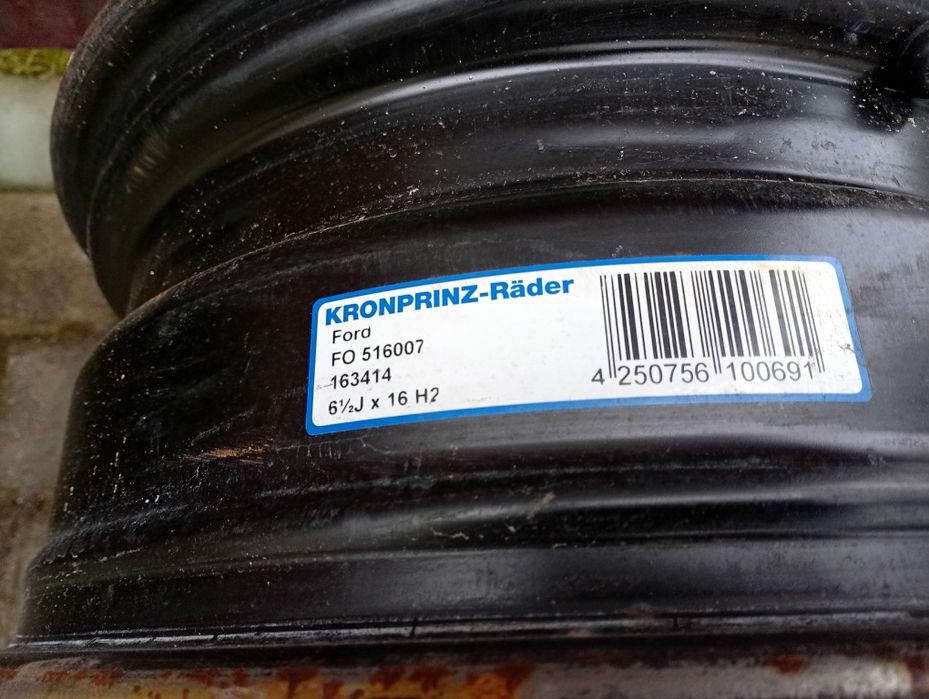 KRONPRINZ-Räder
Ford
FO 516007
163414
6½J x 16 H2
4 250756 100691